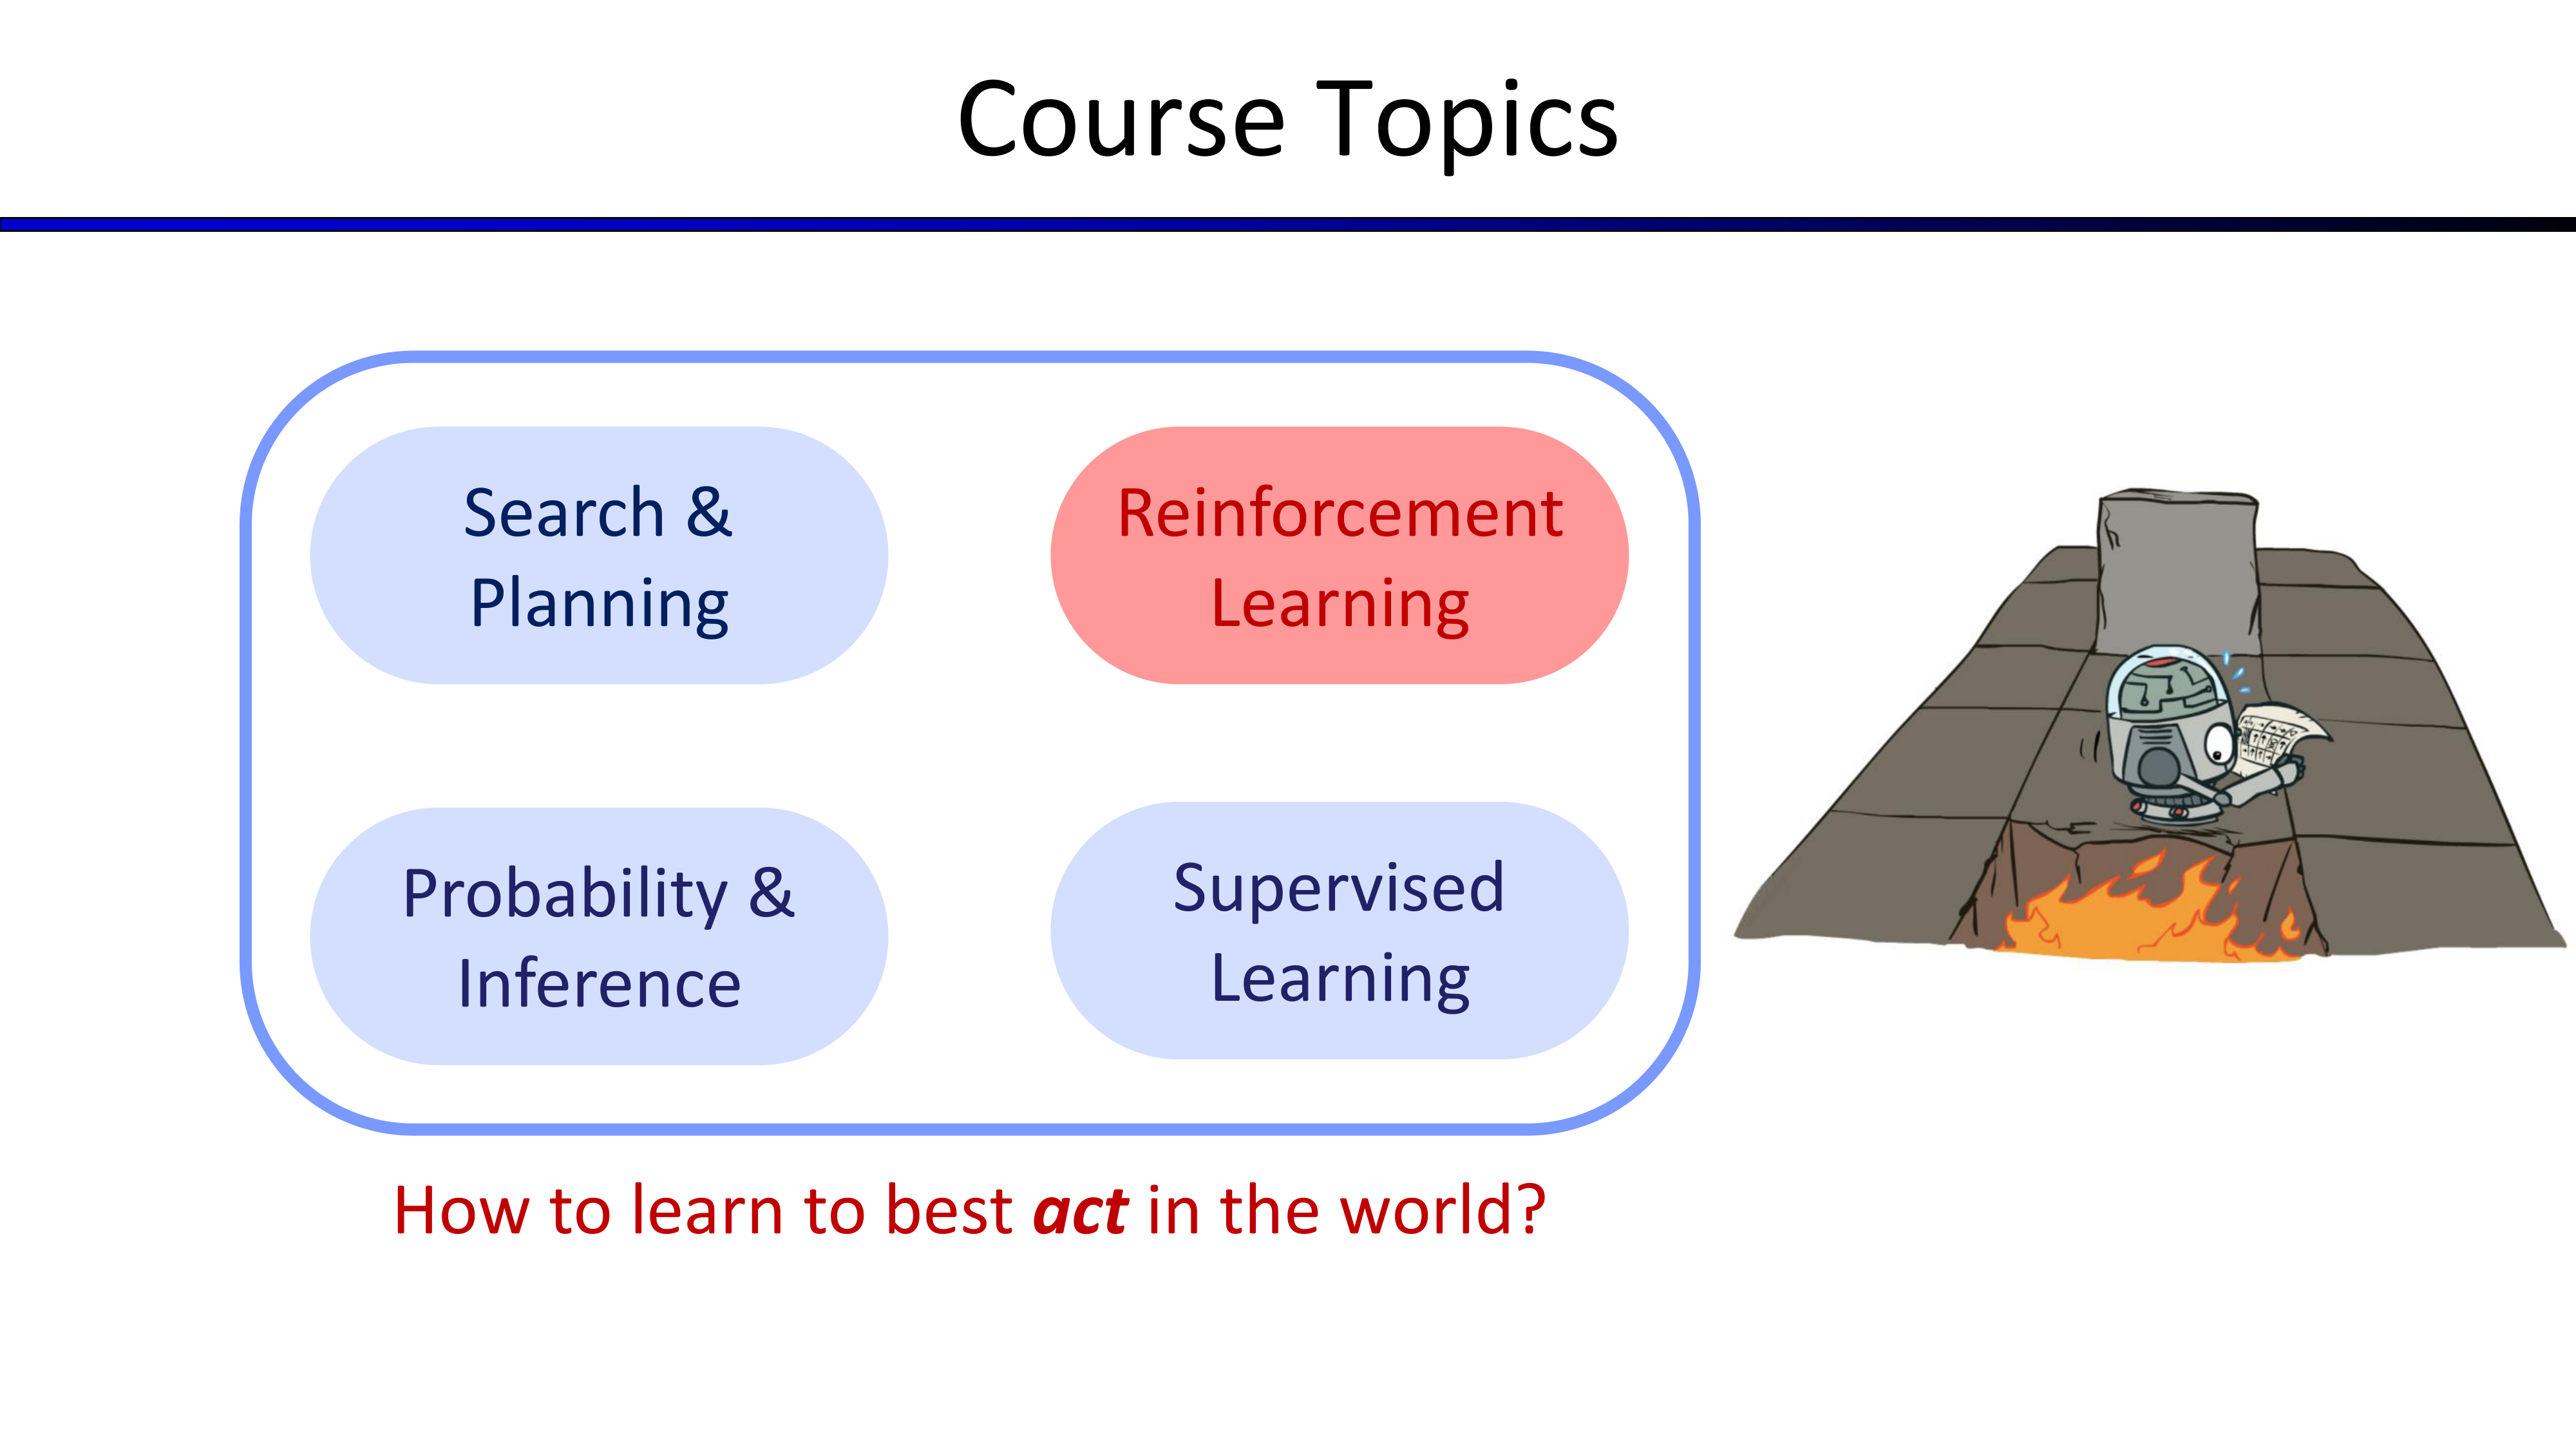 Course Topics
Search &
Planning
Reinforcement
Learning
Probability &
Inference
Supervised
Learning
How to learn to best act in the world?